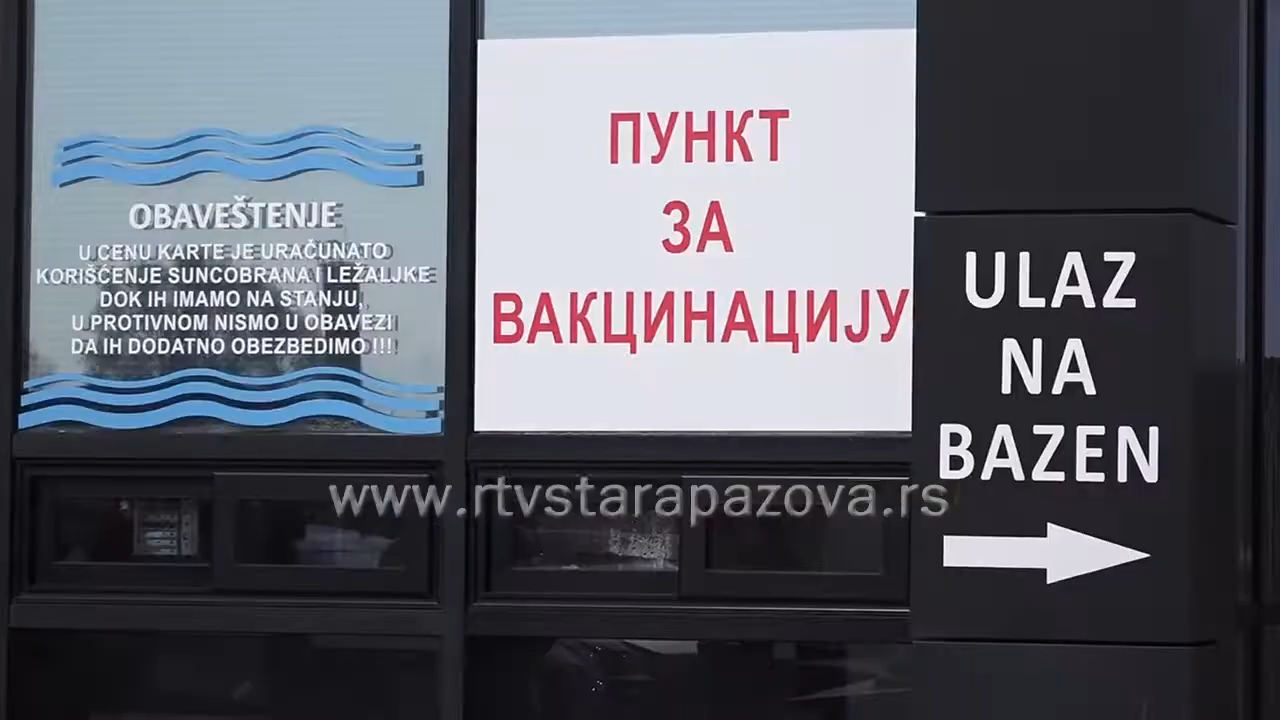 OBAVEŠTENJE
U CENU KARTE JE URAČUNATO
KORIŠĆENJE SUNCOBRANA I LEŽALJKE
DOK IH IMAMO NA STANJU,
U PROTIVNOM NISMO U OBAVEZI
DA IH DODATNO OBEZBEDIMO !!!
ПУНКТ
ЗА
ВАКЦИНАЦИЈУ
ULAZ
NA
BAZEN
www.rtvstarapazova.rs